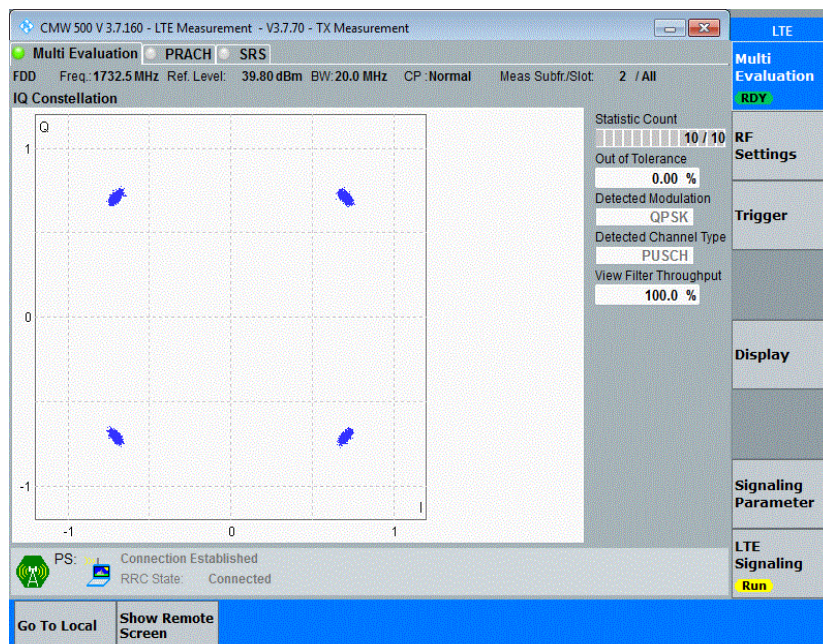 CMW 500 V 3.7.160 - LTE Measurement - V3.7.70 - TX Measurement
LTE
Multi Evaluation PRACH SRS
FDD Freq.: 1732.5 MHz Ref. Level: 39.80 dBm BW: 20.0 MHz CP : Normal Meas Subfr./Slot: 2 / All
IQ Constellation
Q
1
0
-1
I
-1 0 1
Statistic Count
10 / 10
Out of Tolerance
0.00 %
Detected Modulation
QPSK
Detected Channel Type
PUSCH
View Filter Throughput
100.0 %
Multi
Evaluation
RDY
RF
Settings
Trigger
Display
Signaling
Parameter
LTE
Signaling
Run
PS: Connection Established
RRC State: Connected
Go To Local
Show Remote
Screen